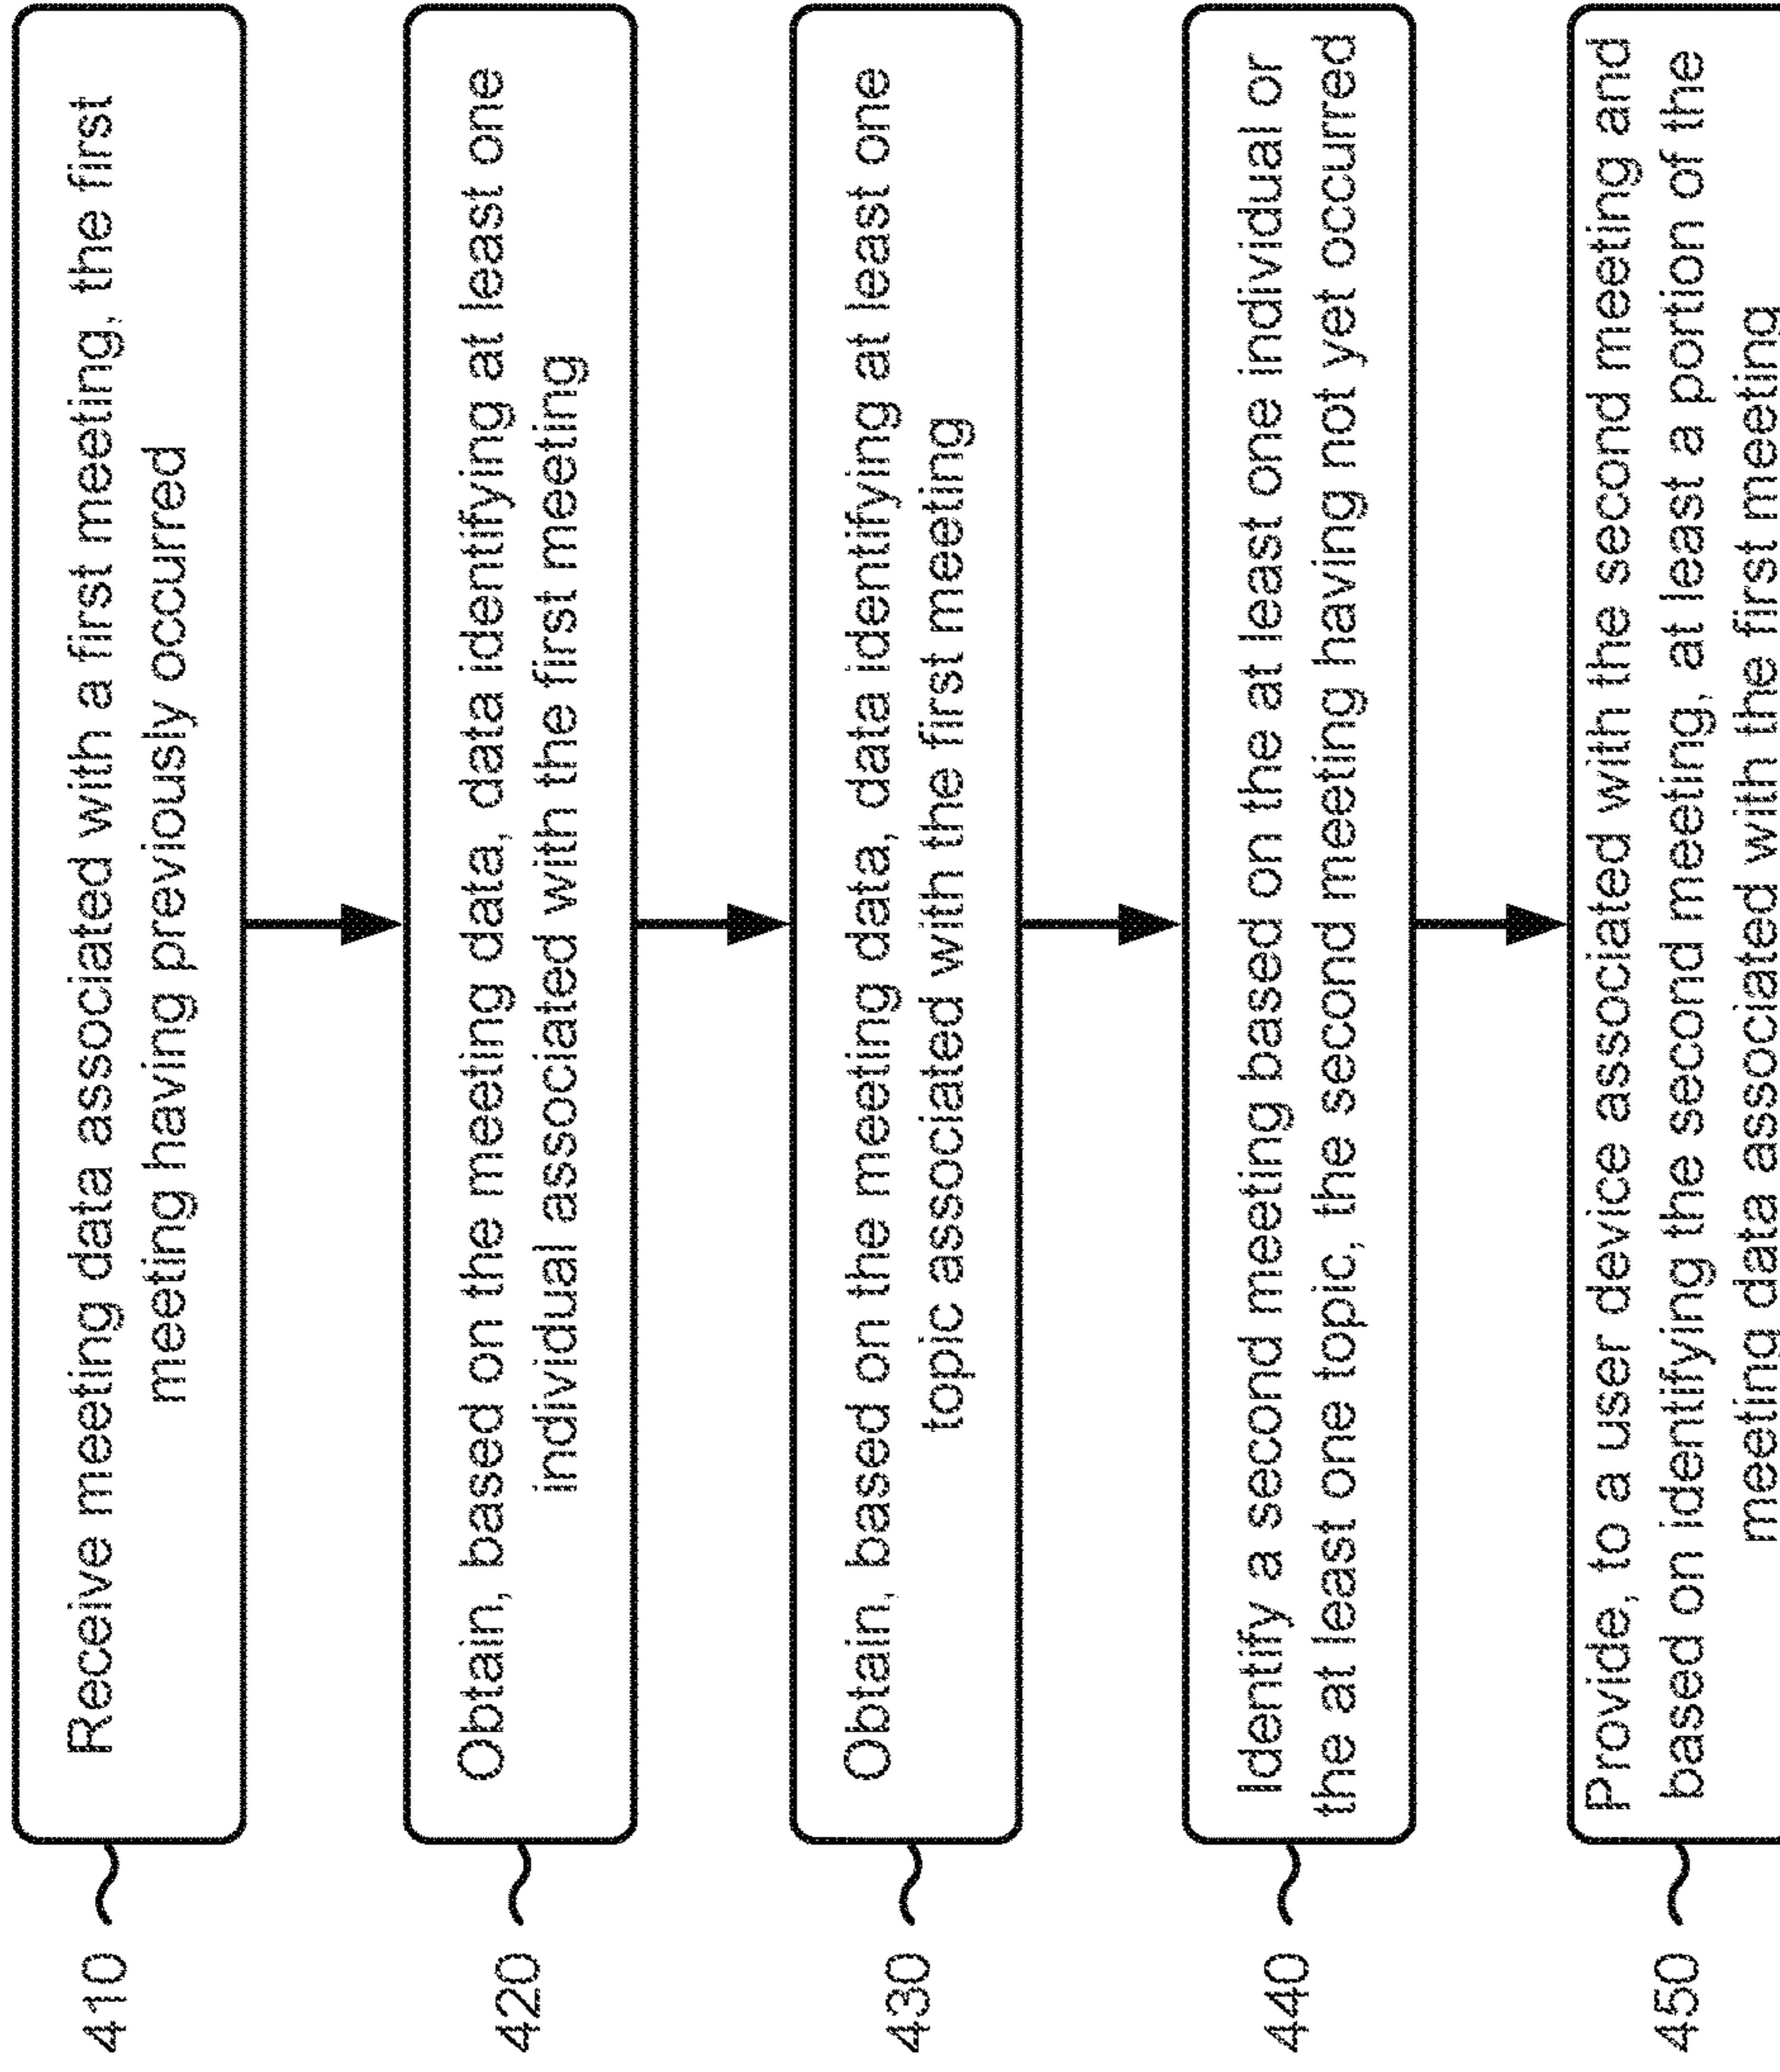 410
Receive meeting data associated with a first meeting, the first
meeting having previously occurred
420
Obtain, based on the meeting data, data identifying at least one
individual associated with the first meeting
430
Obtain, based on the meeting data, data identifying at least one
topic associated with the first meeting
440
Identify a second meeting based on the at least one individual or
the at least one topic, the second meeting having not yet occurred
450
Provide, to a user device associated with the second meeting and
based on identifying the second meeting, at least a portion of the
meeting data associated with the first meeting